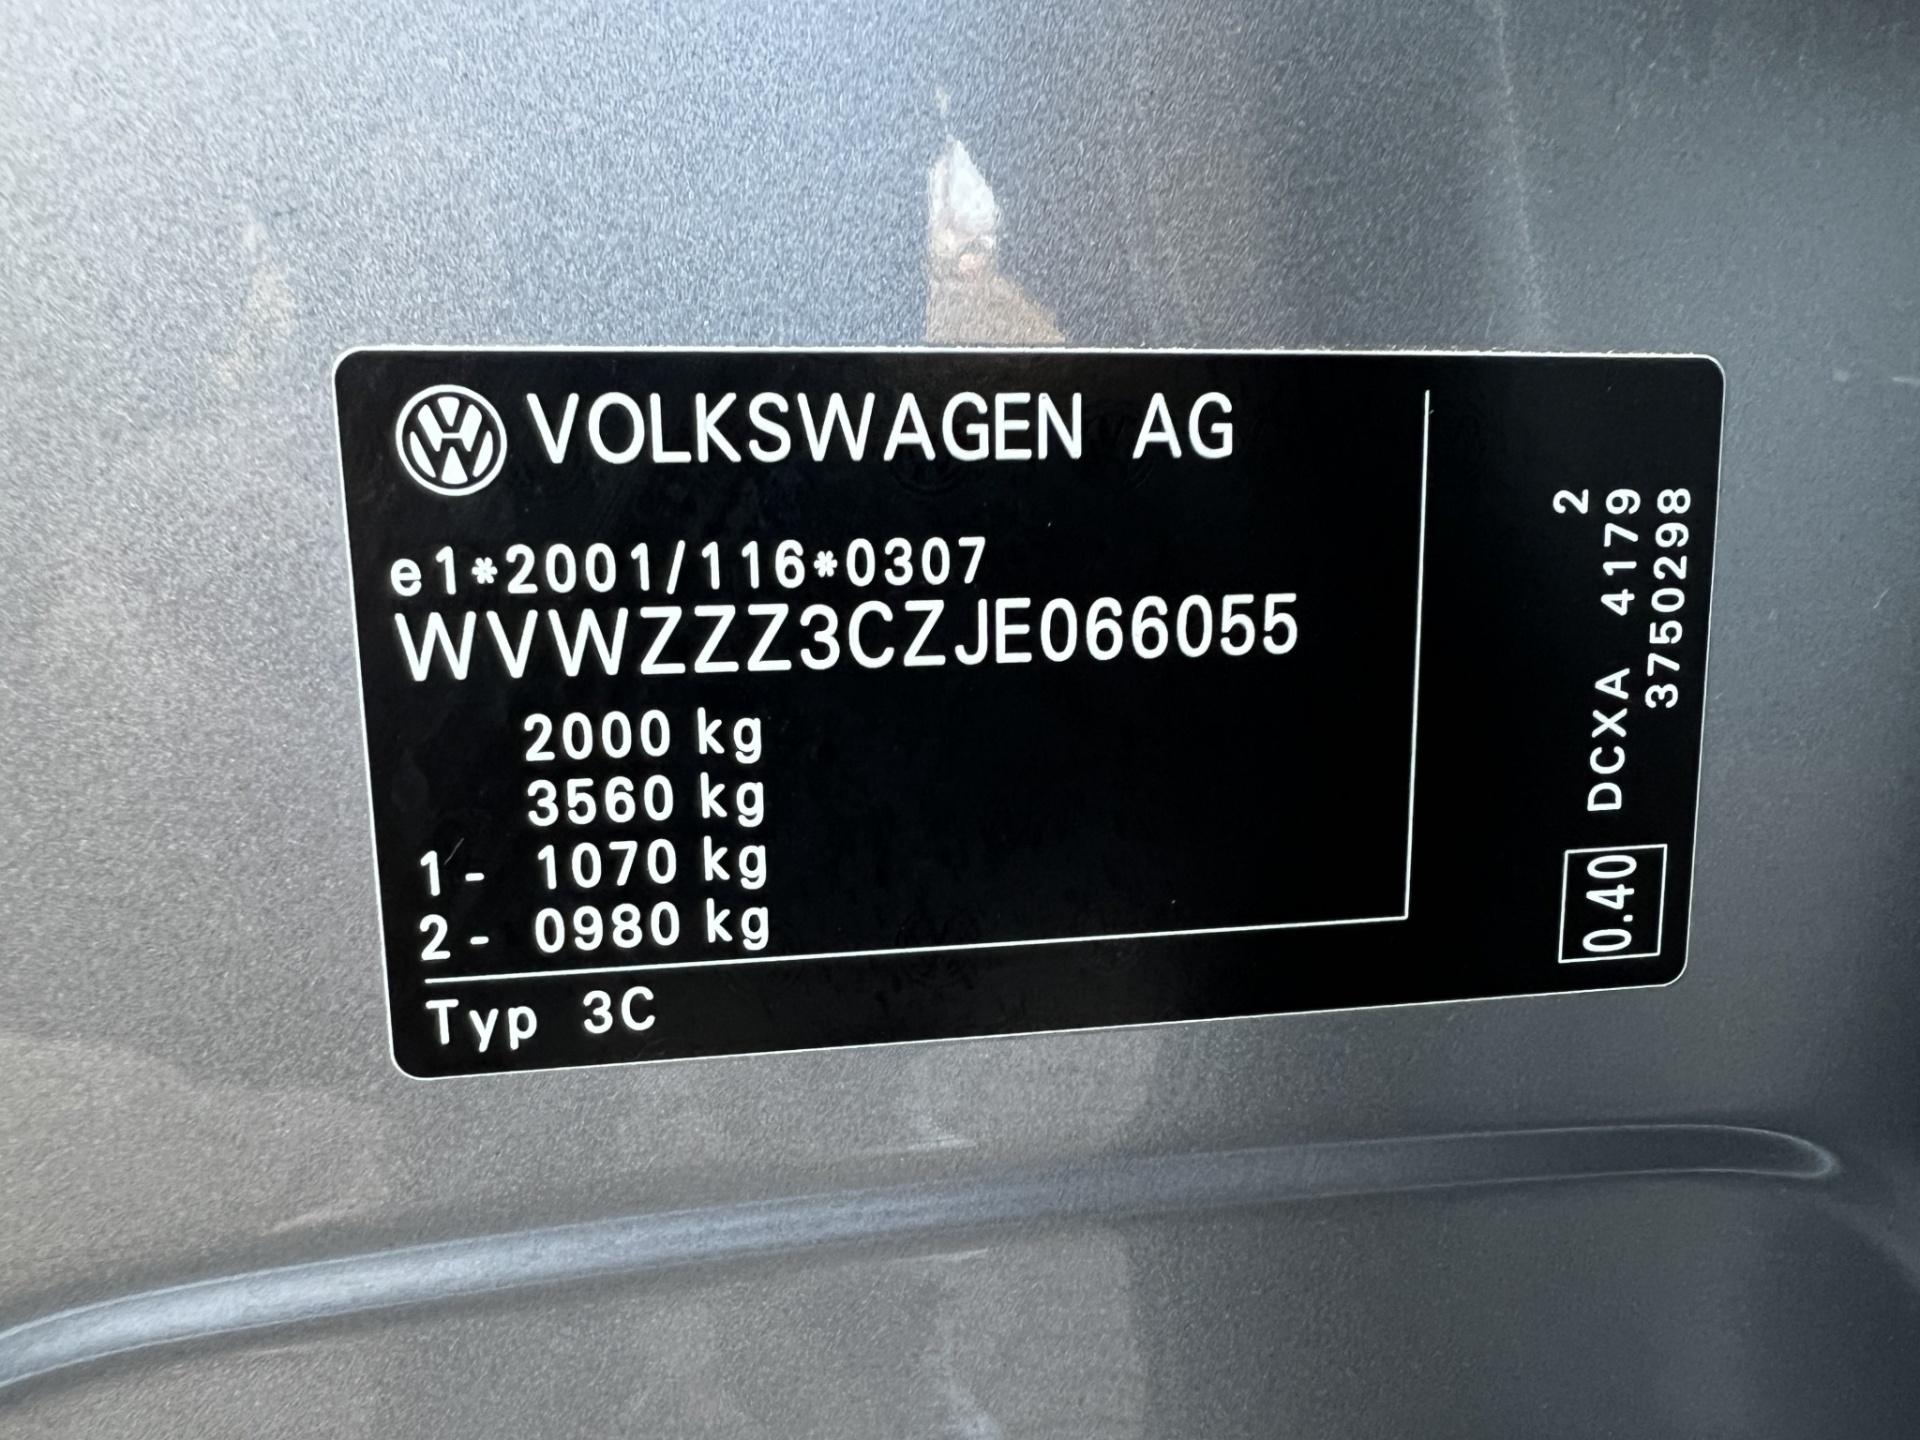 VOLKSWAGEN AG
e1*2001/116*0307
WVWZZZ3CZJE066055
2000 kg
3560 kg
1- 1070 kg
2- 0980 kg
Typ 3C
2
0.40 DCXA 4179
3750298